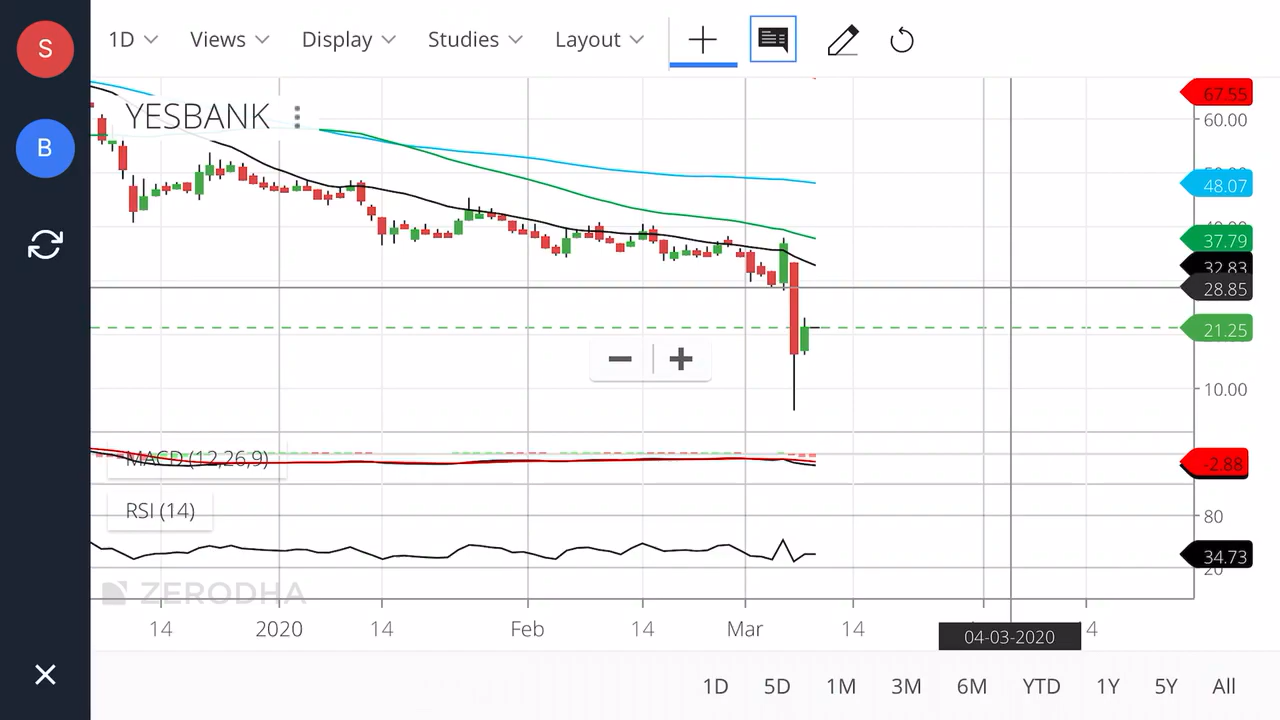 S
1D Views Display Studies Layout
B
YESBANK
67.55
60.00
48.07
37.79
32.83
28.85
21.25
10.00
MACD (12,26,9)
-2.88
RSI (14)
80
34.73
20
ZERODHA
14 2020 14 Feb 14 Mar 14 4
04-03-2020
1D 5D 1M 3M 6M YTD 1Y 5Y All